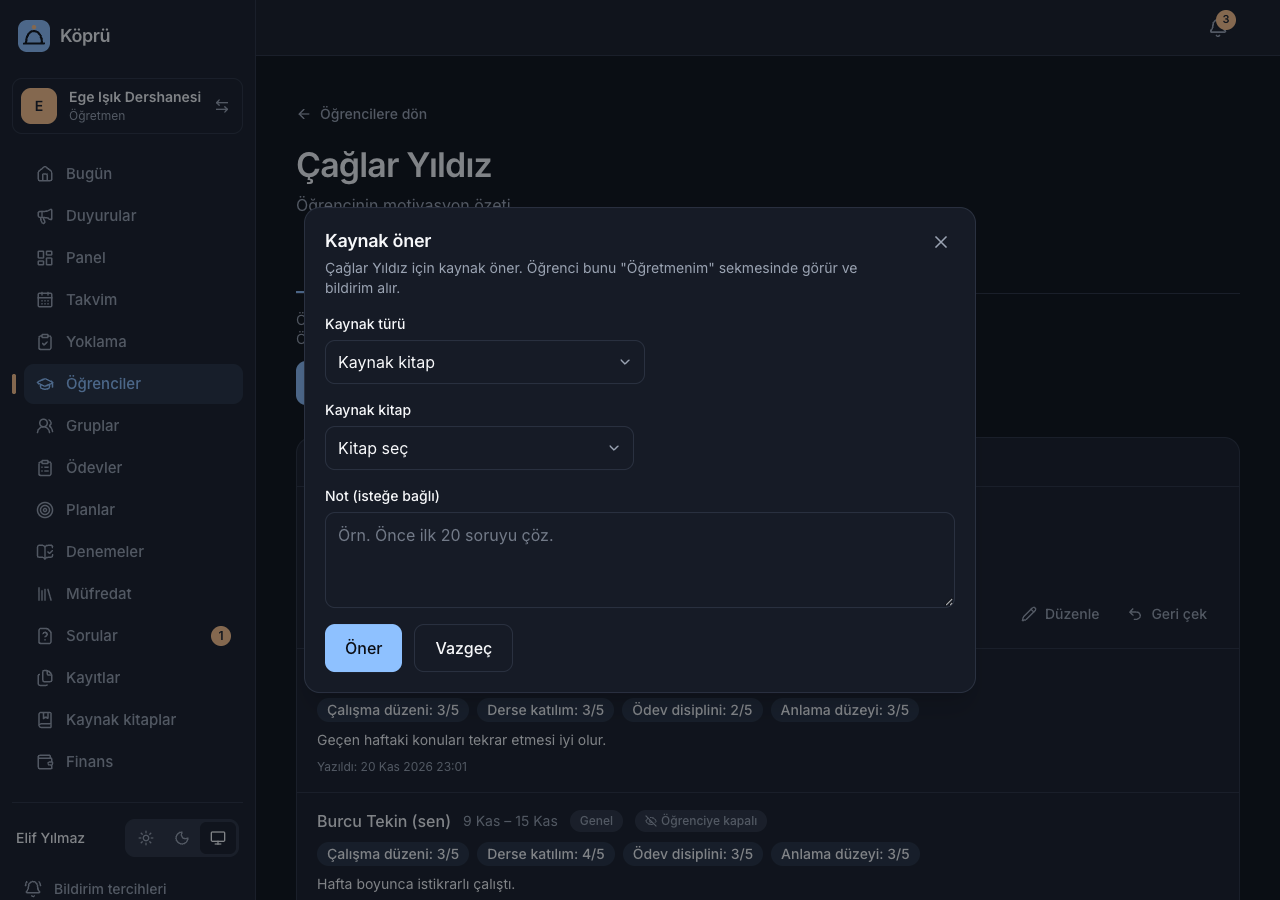 Köprü
3
E
Ege Işık Dershanesi
Öğretmen
Bugün
Duyurular
Panel
Takvim
Yoklama
Öğrenciler
Gruplar
Ödevler
Planlar
Denemeler
Müfredat
Sorular
1
Kayıtlar
Kaynak kitaplar
Finans
Elif Yılmaz
Bildirim tercihleri
Öğrencilere dön
Çağlar Yıldız
Öğrencinin motivasyon özeti
Kaynak öner
Çağlar Yıldız için kaynak öner. Öğrenci bunu "Öğretmenim" sekmesinde görür ve
bildirim alır.
Kaynak türü
Kaynak kitap
Kaynak kitap
Kitap seç
Not (isteğe bağlı)
Örn. Önce ilk 20 soruyu çöz.
Öner
Vazgeç
Düzenle
Geri çek
Çalışma düzeni: 3/5
Derse katılım: 3/5
Ödev disiplini: 2/5
Anlama düzeyi: 3/5
Geçen haftaki konuları tekrar etmesi iyi olur.
Yazıldı: 20 Kas 2026 23:01
Burcu Tekin (sen)
9 Kas – 15 Kas
Genel
Öğrenciye kapalı
Çalışma düzeni: 3/5
Derse katılım: 4/5
Ödev disiplini: 3/5
Anlama düzeyi: 3/5
Hafta boyunca istikrarlı çalıştı.